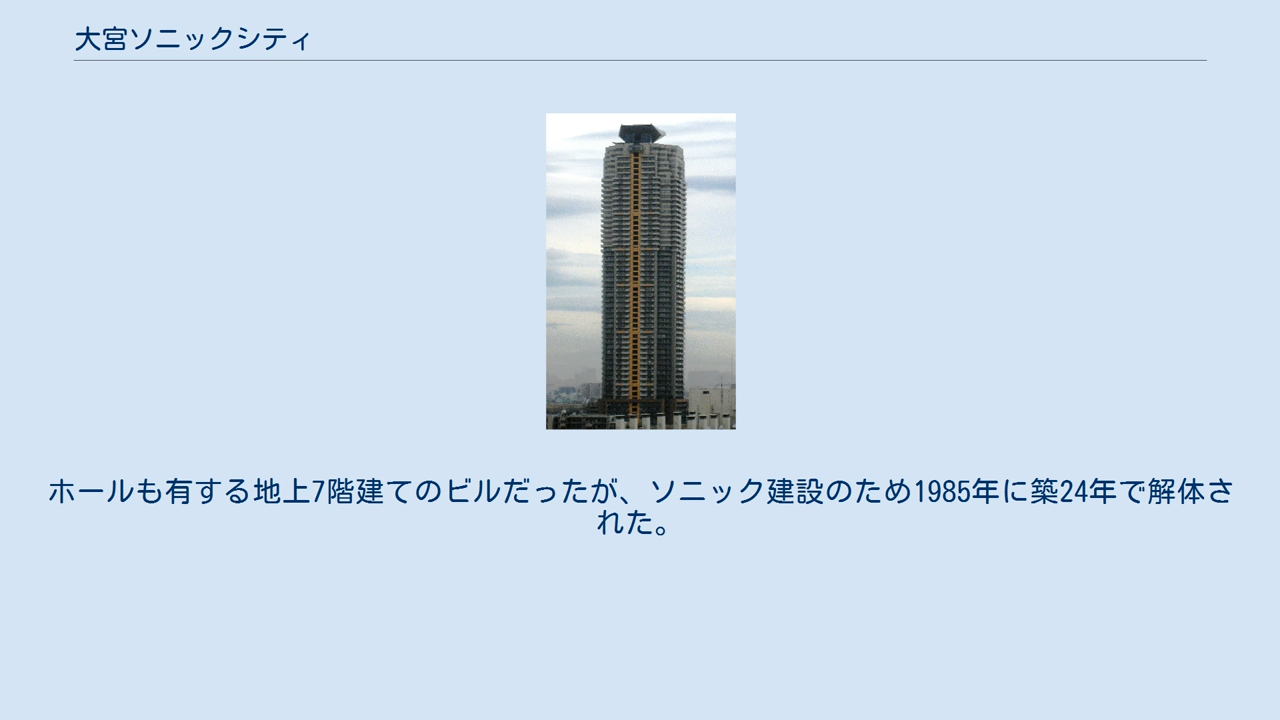 大宮ソニックシティ
ホールも有する地上7階建てのビルだったが、ソニック建設のため1985年に築24年で解体さ
れた。